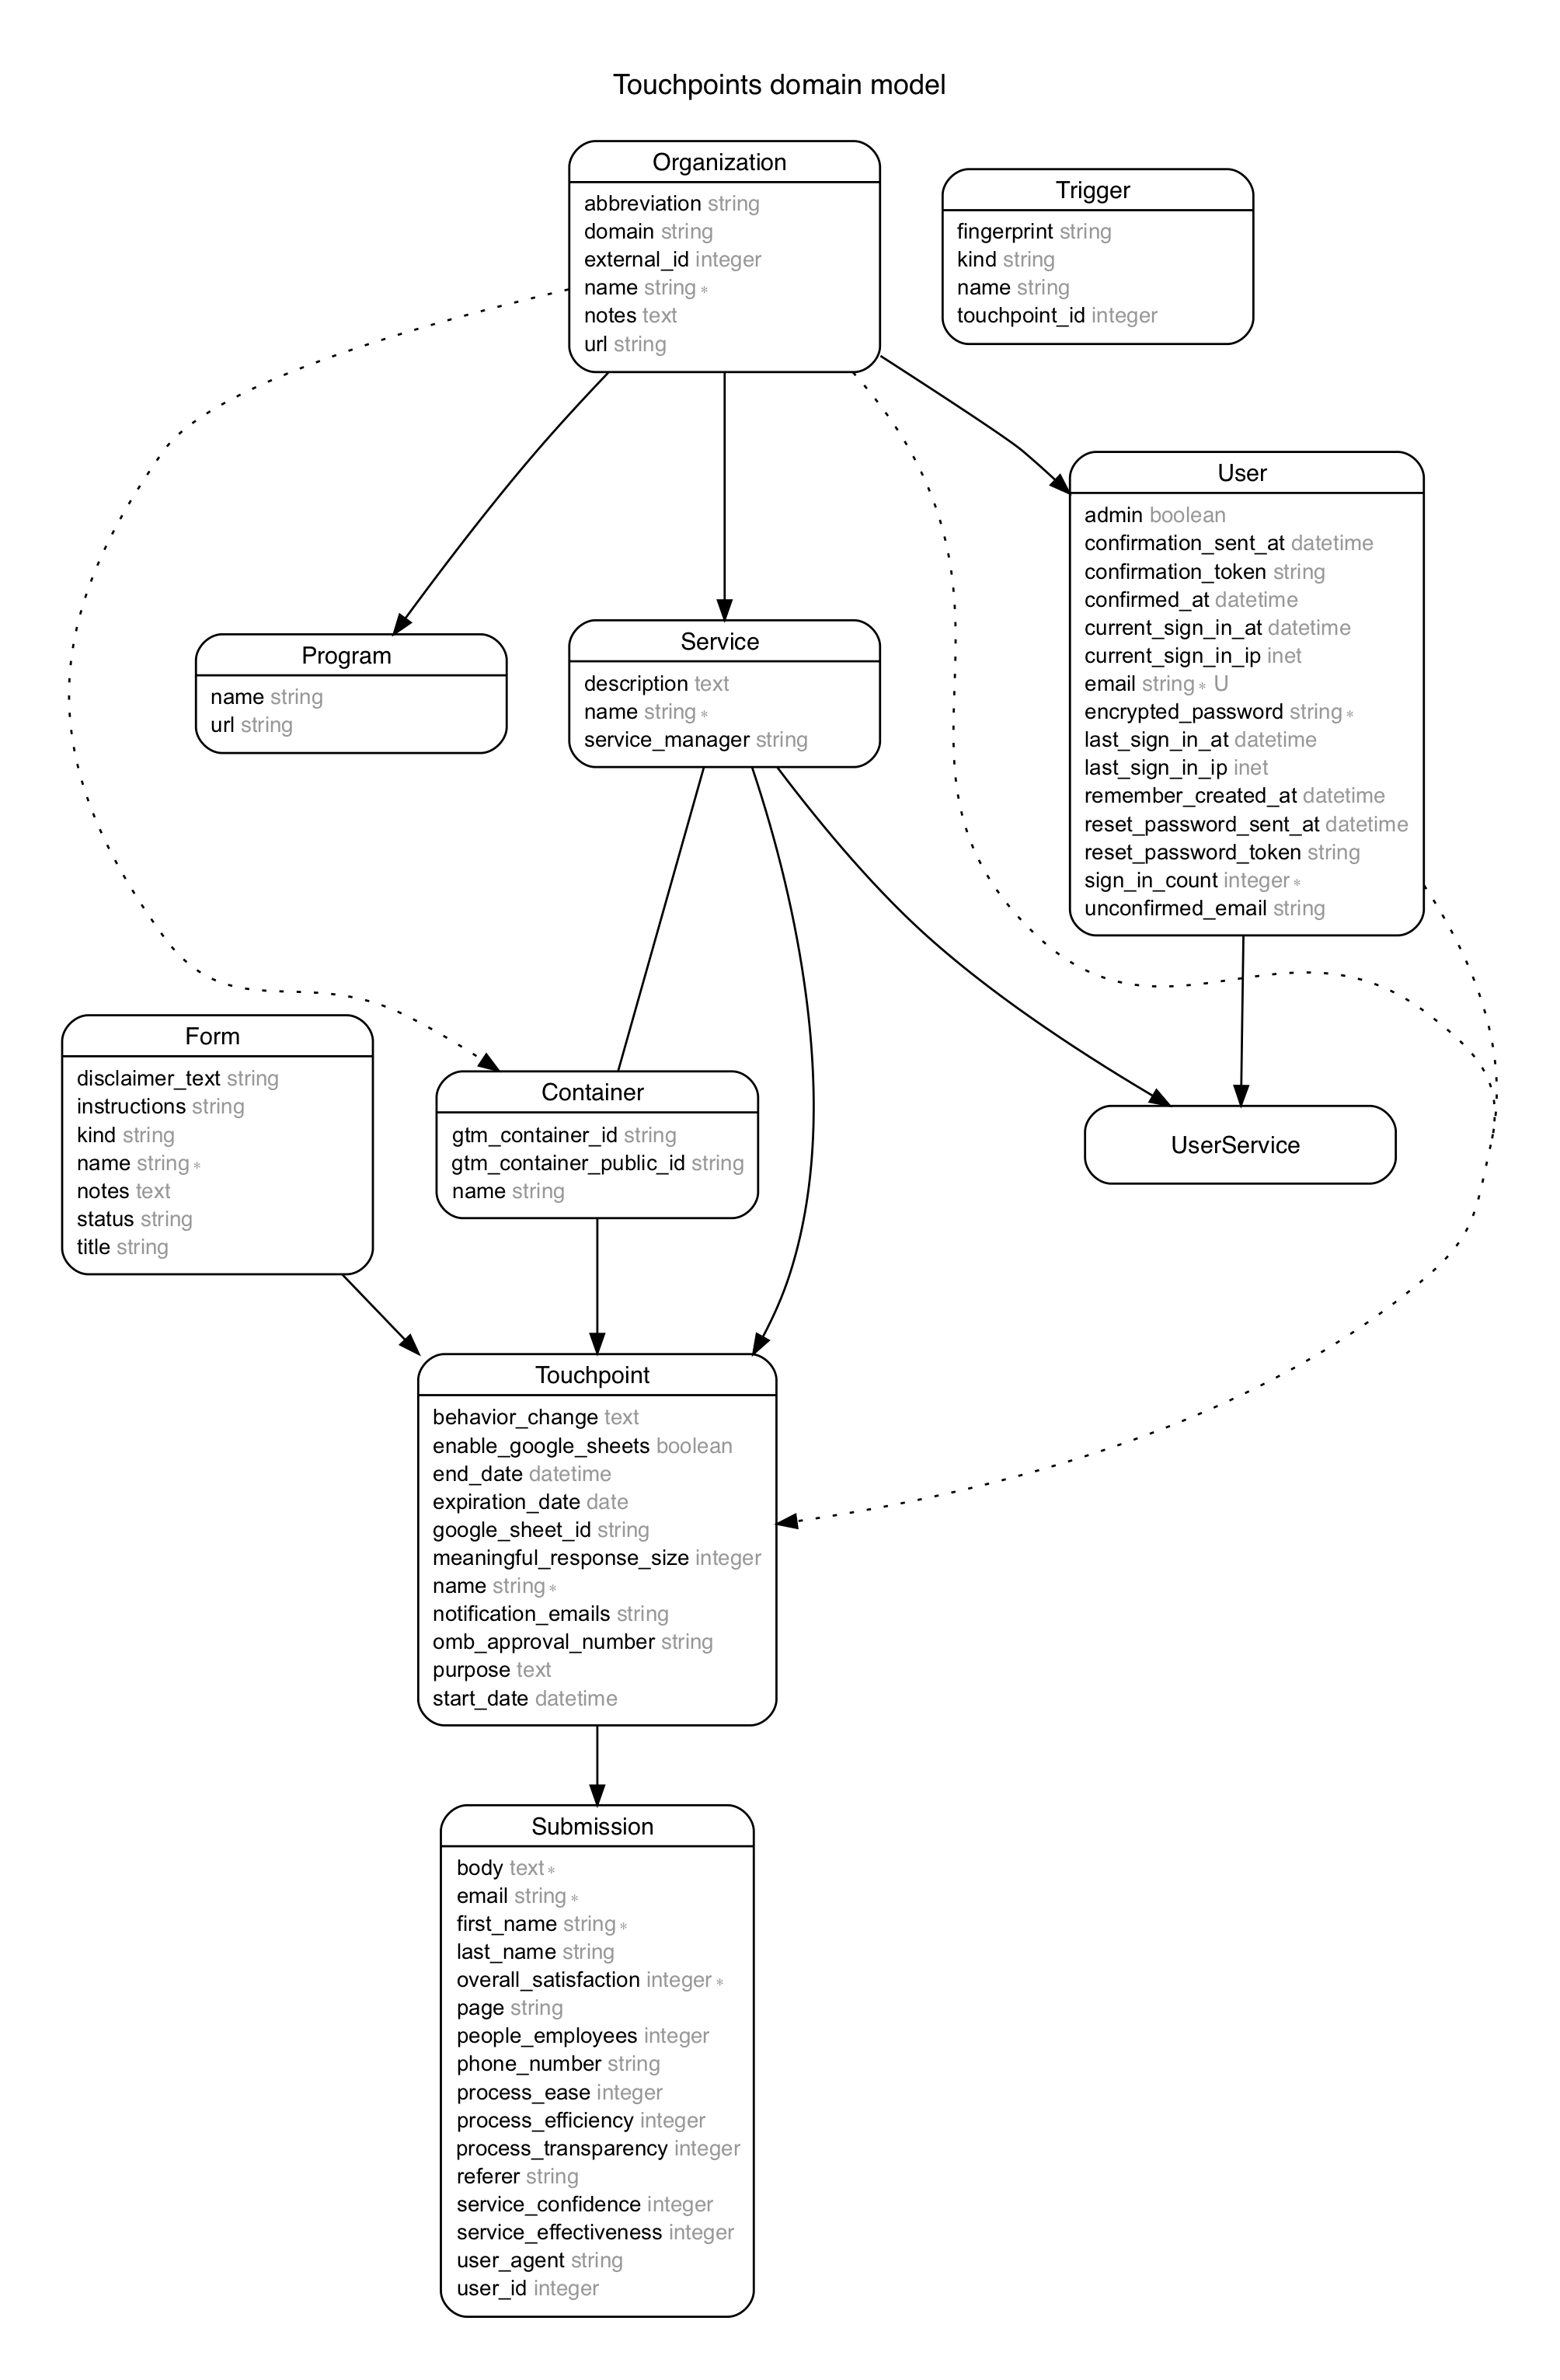 Touchpoints domain model
Organization
abbreviation string
domain string
external_id integer
name string *
notes text
url string
Trigger
fingerprint string
kind string
name string
touchpoint_id integer
User
admin boolean
confirmation_sent_at datetime
confirmation_token string
confirmed_at datetime
current_sign_in_at datetime
current_sign_in_ip inet
email string * U
encrypted_password string *
last_sign_in_at datetime
last_sign_in_ip inet
remember_created_at datetime
reset_password_sent_at datetime
reset_password_token string
sign_in_count integer *
unconfirmed_email string
Program
name string
url string
Service
description text
name string *
service_manager string
Form
disclaimer_text string
instructions string
kind string
name string *
notes text
status string
title string
Container
gtm_container_id string
gtm_container_public_id string
name string
UserService
Touchpoint
behavior_change text
enable_google_sheets boolean
end_date datetime
expiration_date date
google_sheet_id string
meaningful_response_size integer
name string *
notification_emails string
omb_approval_number string
purpose text
start_date datetime
Submission
body text *
email string *
first_name string *
last_name string
overall_satisfaction integer *
page string
people_employees integer
phone_number string
process_ease integer
process_efficiency integer
process_transparency integer
referer string
service_confidence integer
service_effectiveness integer
user_agent string
user_id integer